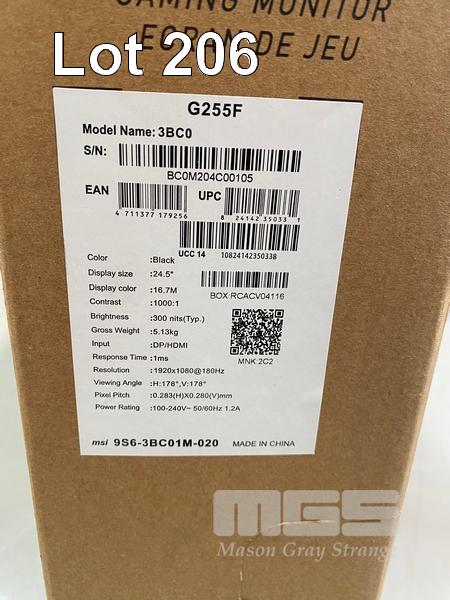 GAMING MONITOR
ECRAN DE JEU
Lot 206
G255F
Model Name: 3BC0
S/N:
BC0M204C00105
EAN
UPC
4 711377 179256
8 24142 35033 1
UCC 14 10824142350338
Color :Black
Display size :24.5"
Display color :16.7M
Contrast :1000:1
BOX:RCACV04116
Brightness :300 nits(Typ.)
Gross Weight :5.13kg
Input :DP/HDMI
Response Time :1ms
MNK:2C2
Resolution :1920x1080@180Hz
Viewing Angle :H:178°,V:178°
Pixel Pitch :0.283(H)X0.280(V)mm
Power Rating :100-240V~ 50/60Hz 1.2A
msi 9S6-3BC01M-020 MADE IN CHINA
MGS
Mason Gray Strange